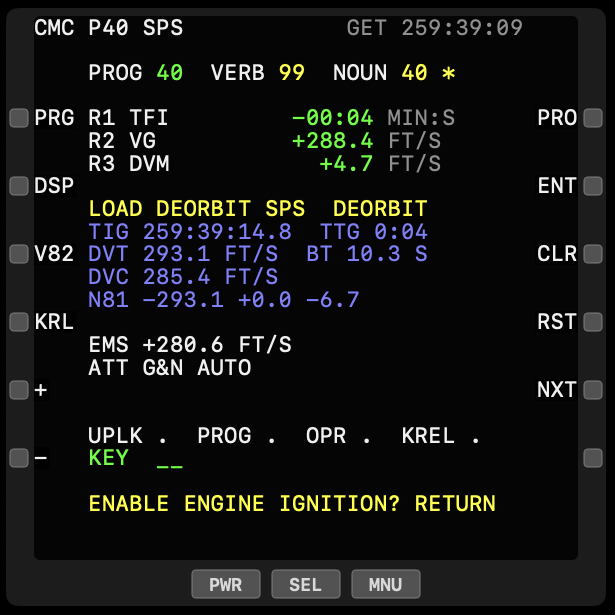 CMC P40 SPS GET 259:39:09
PROG 40 VERB 99 NOUN 40 *
PRG R1 TFI -00:04 MIN:S PRO
R2 VG +288.4 FT/S
R3 DVM +4.7 FT/S
DSP ENT
LOAD DEORBIT SPS DEORBIT
TIG 259:39:14.8 TTG 0:04
V82 DVT 293.1 FT/S BT 10.3 S CLR
DVC 285.4 FT/S
N81 -293.1 +0.0 -6.7
KRL RST
EMS +280.6 FT/S
ATT G&N AUTO
+ NXT
UPLK . PROG . OPR . KREL .
- KEY __
ENABLE ENGINE IGNITION? RETURN
PWR SEL MNU